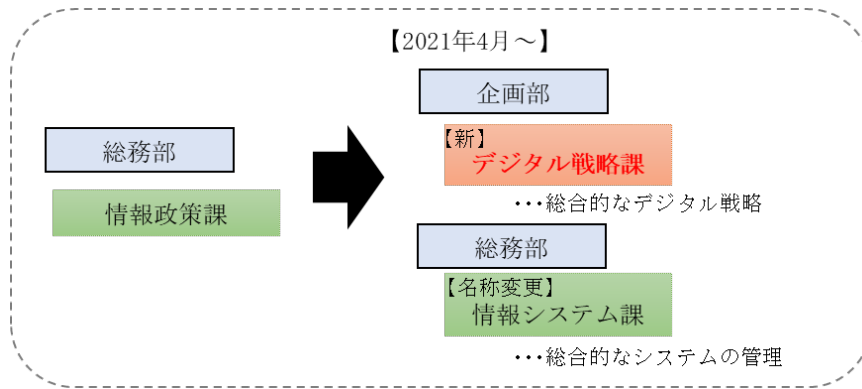 【2021年4月～】
総務部
情報政策課
企画部
【新】
デジタル戦略課
･･･総合的なデジタル戦略
総務部
【名称変更】
情報システム課
･･･総合的なシステムの管理